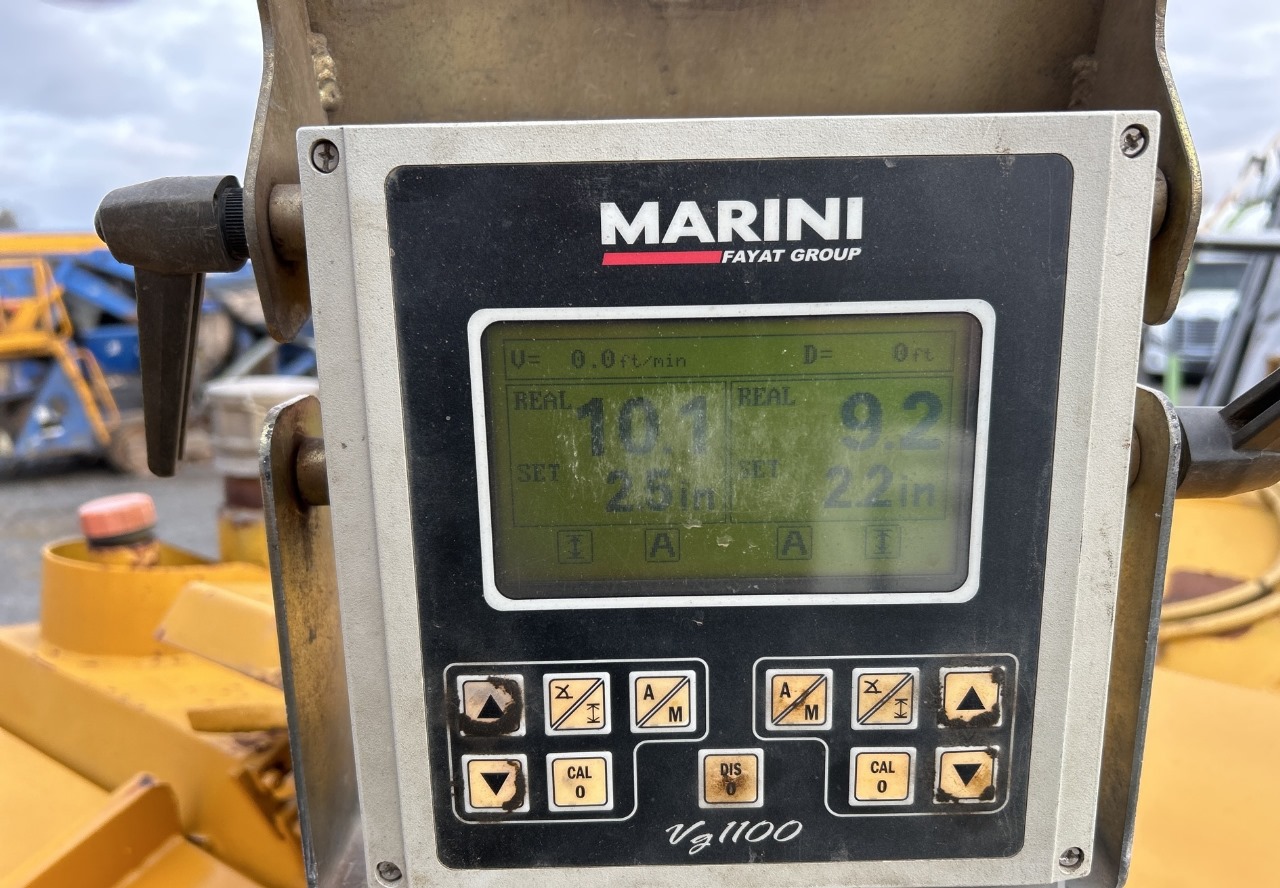 MARINI
FAYAT GROUP
V= 0.0ft/min D= 0ft
REAL 10.1 REAL 9.2
SET 2.5in SET 2.2in
A A
A/M A/M
CAL 0 DIS 0 CAL 0
Vg1100